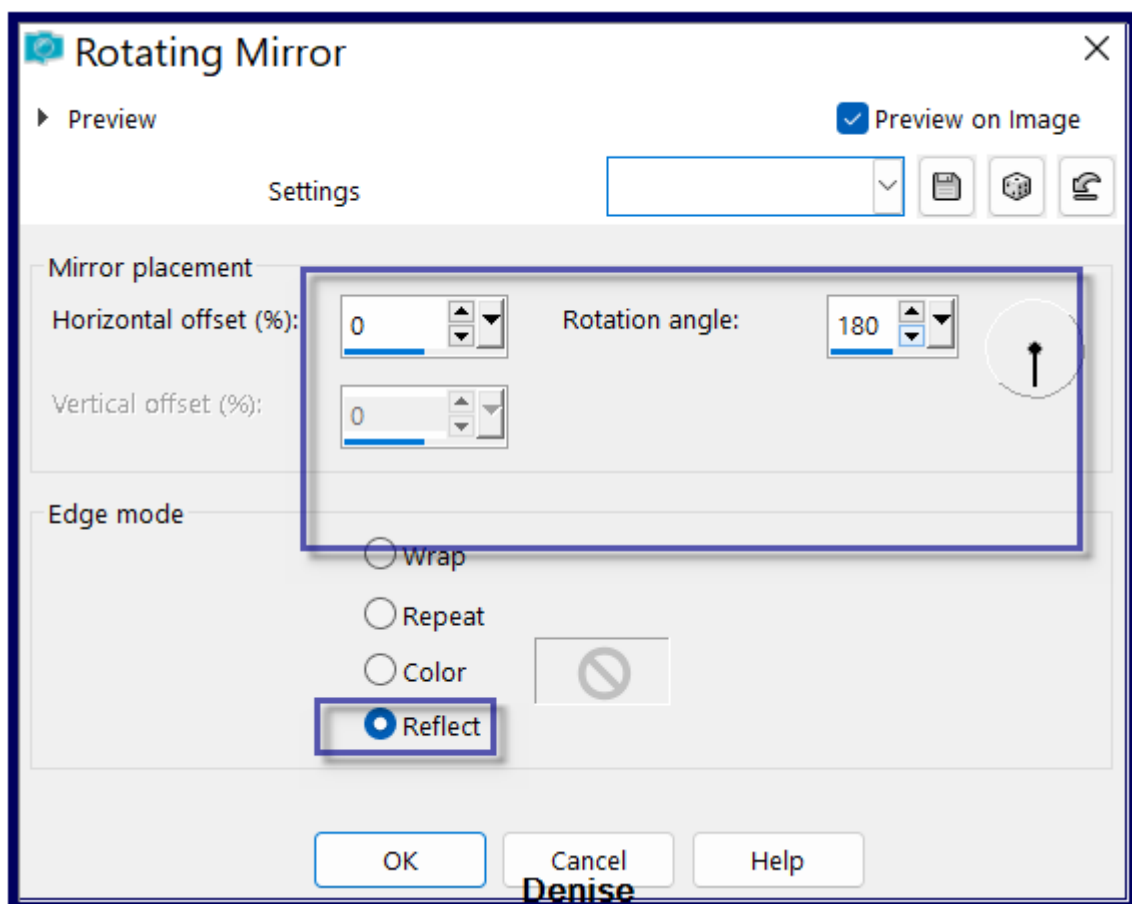 Rotating Mirror
Preview
Preview on Image
Settings
Mirror placement
Horizontal offset (%): 0 Rotation angle: 180
Vertical offset (%): 0
Edge mode
Wrap
Repeat
Color
Reflect
OK Cancel Help
Denise